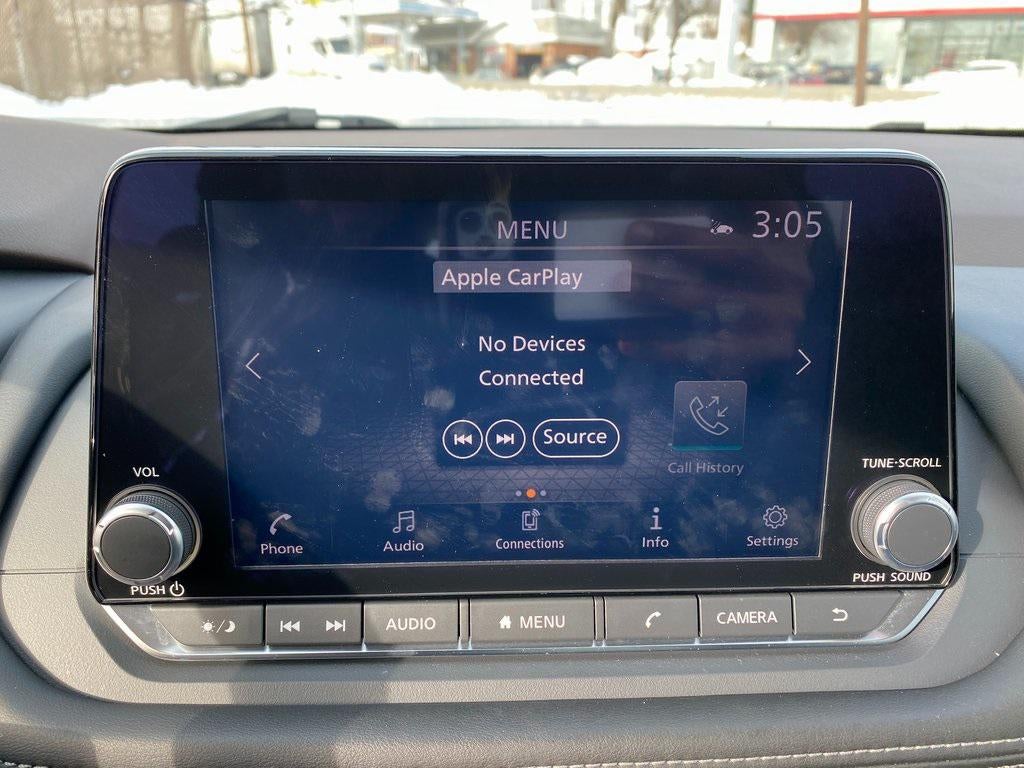 MENU
3:05
Apple CarPlay
No Devices
Connected
Source
Call History
Phone
Audio
Connections
Info
Settings
VOL
PUSH
TUNE·SCROLL
PUSH SOUND
AUDIO
MENU
CAMERA